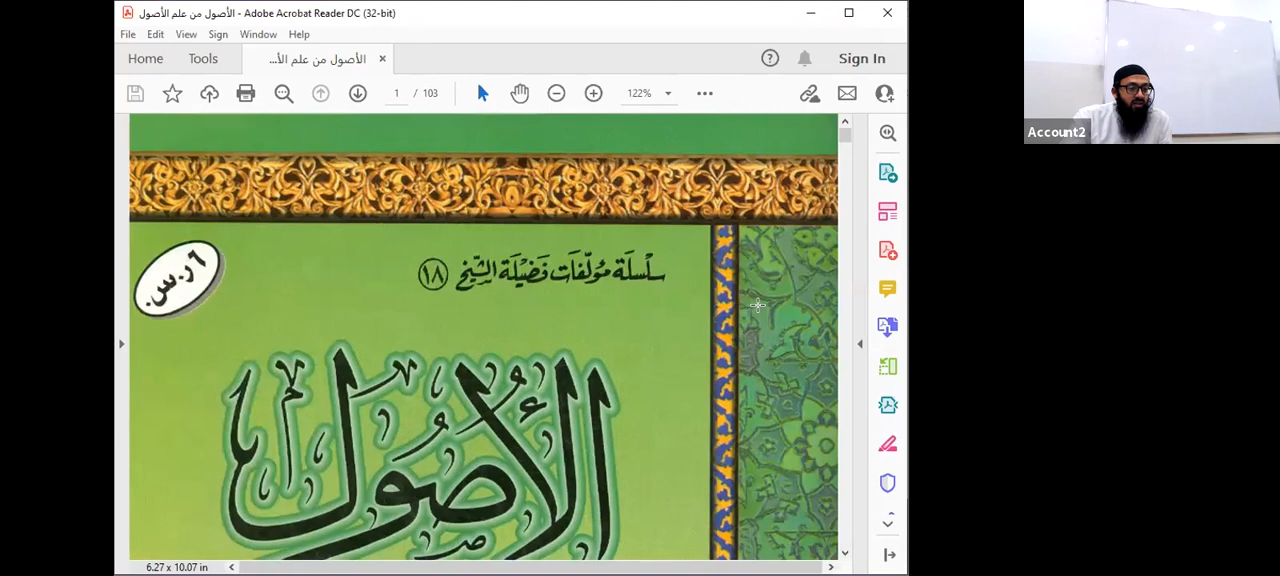 الأصول من علم الأصول - Adobe Acrobat Reader DC (32-bit)
File Edit View Sign Window Help
Home Tools الأصول من علم الأ... × Sign In
1 / 103 122%
Account2
٦ ر.س.
سلسلة مؤلفات فضيلة الشيخ ١٨
الأصول
6.27 x 10.07 in